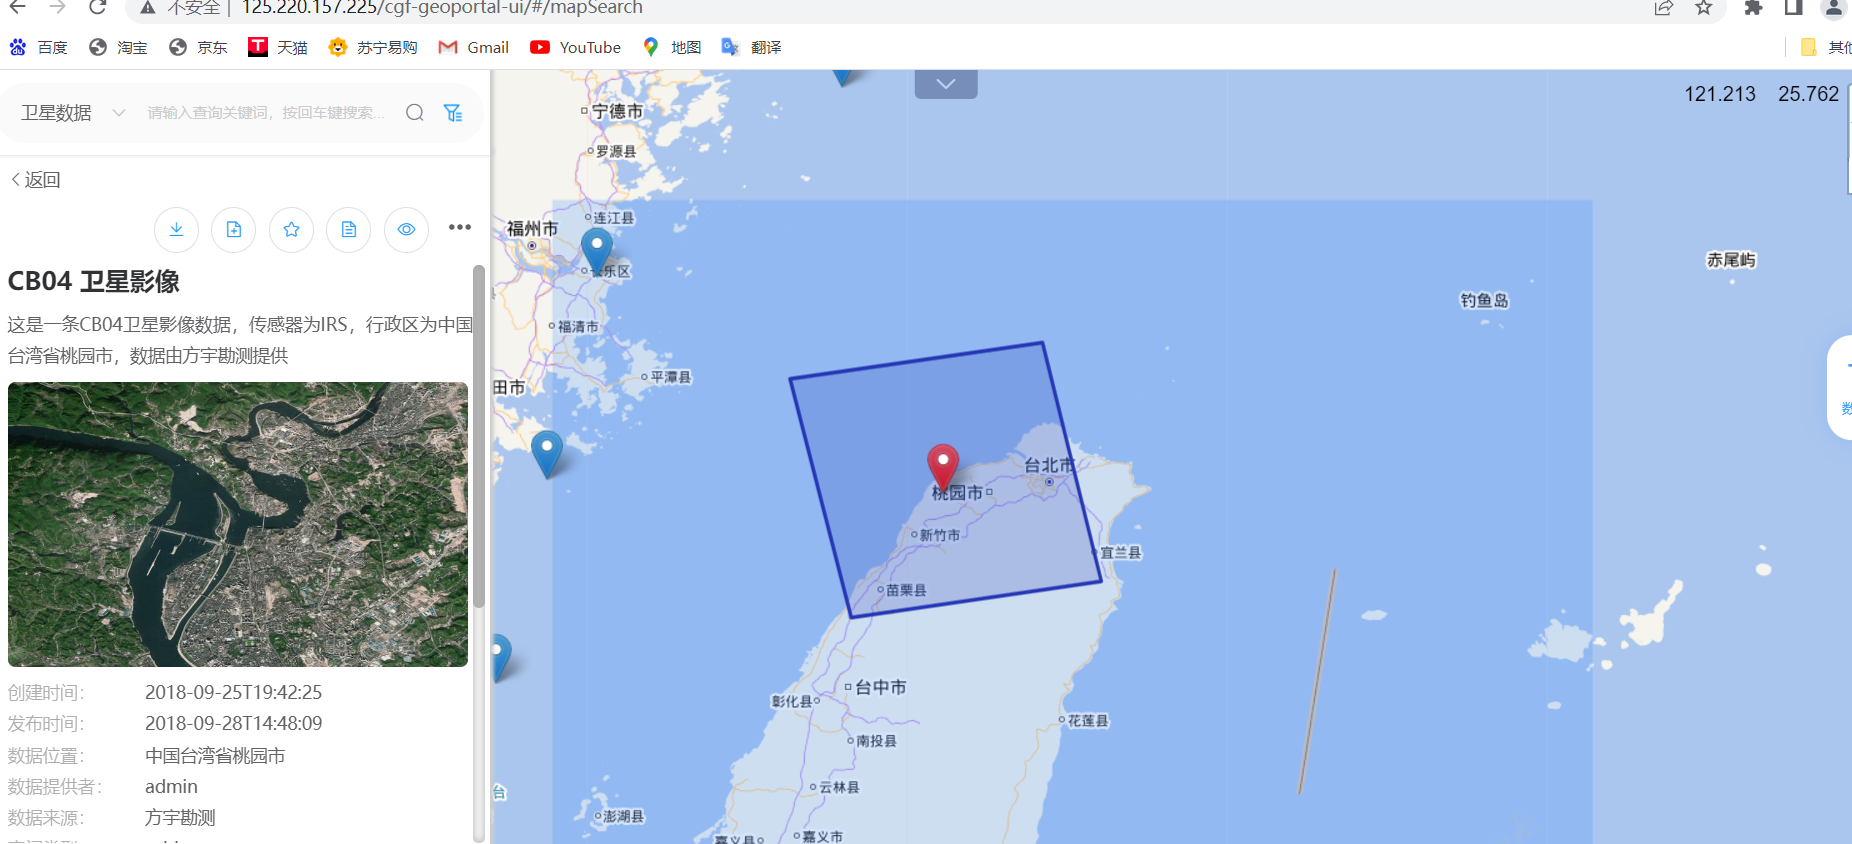 不安全 | 125.220.157.225/cgf-geoportal-ui/#/mapSearch
百度 淘宝 京东 天猫 苏宁易购 Gmail YouTube 地图 翻译 其他
卫星数据 请输入查询关键词，按回车键搜索...
返回
CB04 卫星影像
这是一条CB04卫星影像数据，传感器为IRS，行政区为中国
台湾省桃园市，数据由方宇勘测提供
创建时间： 2018-09-25T19:42:25
发布时间： 2018-09-28T14:48:09
数据位置： 中国台湾省桃园市
数据提供者： admin
数据来源： 方宇勘测
121.213 25.762
宁德市
罗源县
连江县
福州市
长乐区
赤尾屿
钓鱼岛
福清市
平潭县
田市
台北市
桃园市
新竹市
宜兰县
苗栗县
台中市
彰化县
花莲县
南投县
云林县
台
澎湖县
嘉义县
嘉义市
数